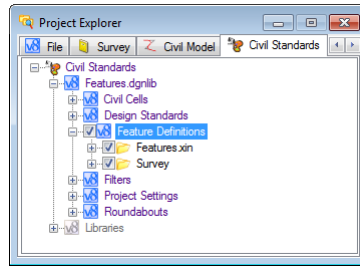 Project Explorer
File Survey Civil Model Civil Standards
Civil Standards
Features.dgnlib
Civil Cells
Design Standards
Feature Definitions
Features.xin
Survey
Filters
Project Settings
Roundabouts
Libraries